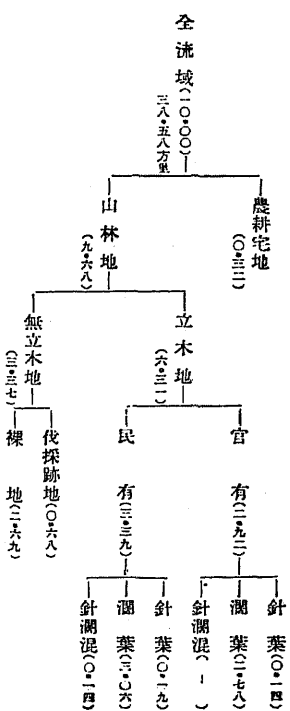 全流域(一〇・〇〇)
三八・五八方里
農耕宅地(〇・三二)
山林地(九・六八)
立木地(六・三一)
無立木地(三・三七)
官有(二・九二)
民有(三・三九)
伐採跡地(〇・六八)
裸地(二・六九)
針葉(〇・一四)
濶葉(二・七八)
針濶混(－)
針葉(〇・一九)
濶葉(三・〇六)
針濶混(〇・一四)